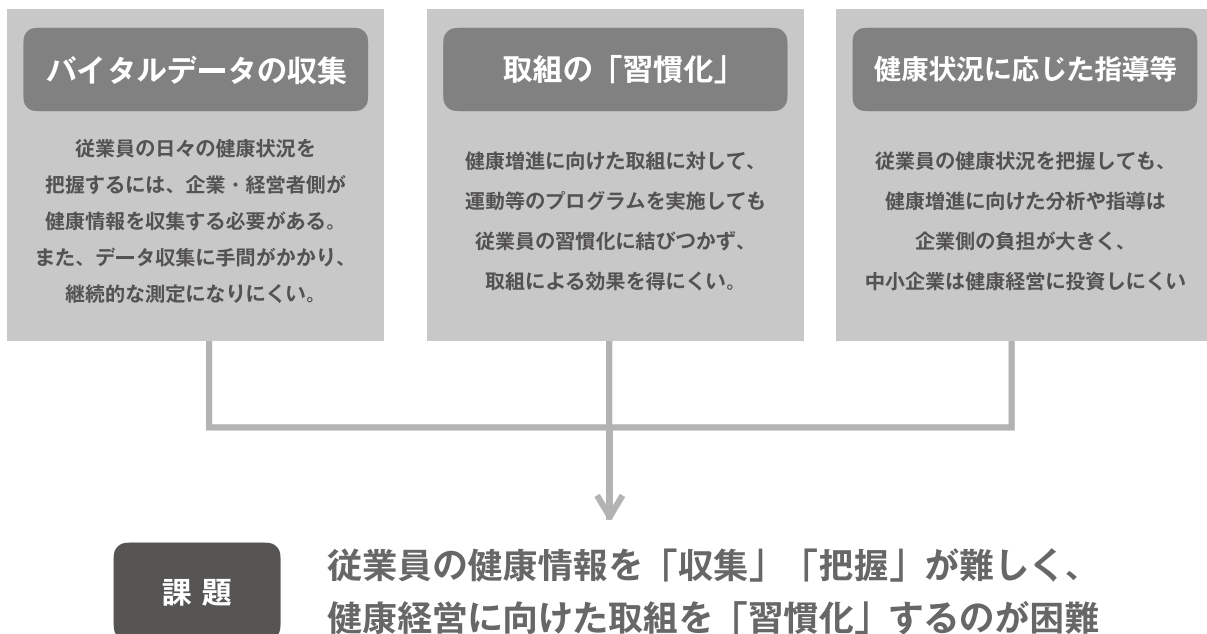 バイタルデータの収集
従業員の日々の健康状況を
把握するには、企業・経営者側が
健康情報を収集する必要がある。
また、データ収集に手間がかかり、
継続的な測定になりにくい。
取組の「習慣化」
健康増進に向けた取組に対して、
運動等のプログラムを実施しても
従業員の習慣化に結びつかず、
取組による効果を得にくい。
健康状況に応じた指導等
従業員の健康状況を把握しても、
健康増進に向けた分析や指導は
企業側の負担が大きく、
中小企業は健康経営に投資しにくい
課題
従業員の健康情報を「収集」「把握」が難しく、
健康経営に向けた取組を「習慣化」するのが困難